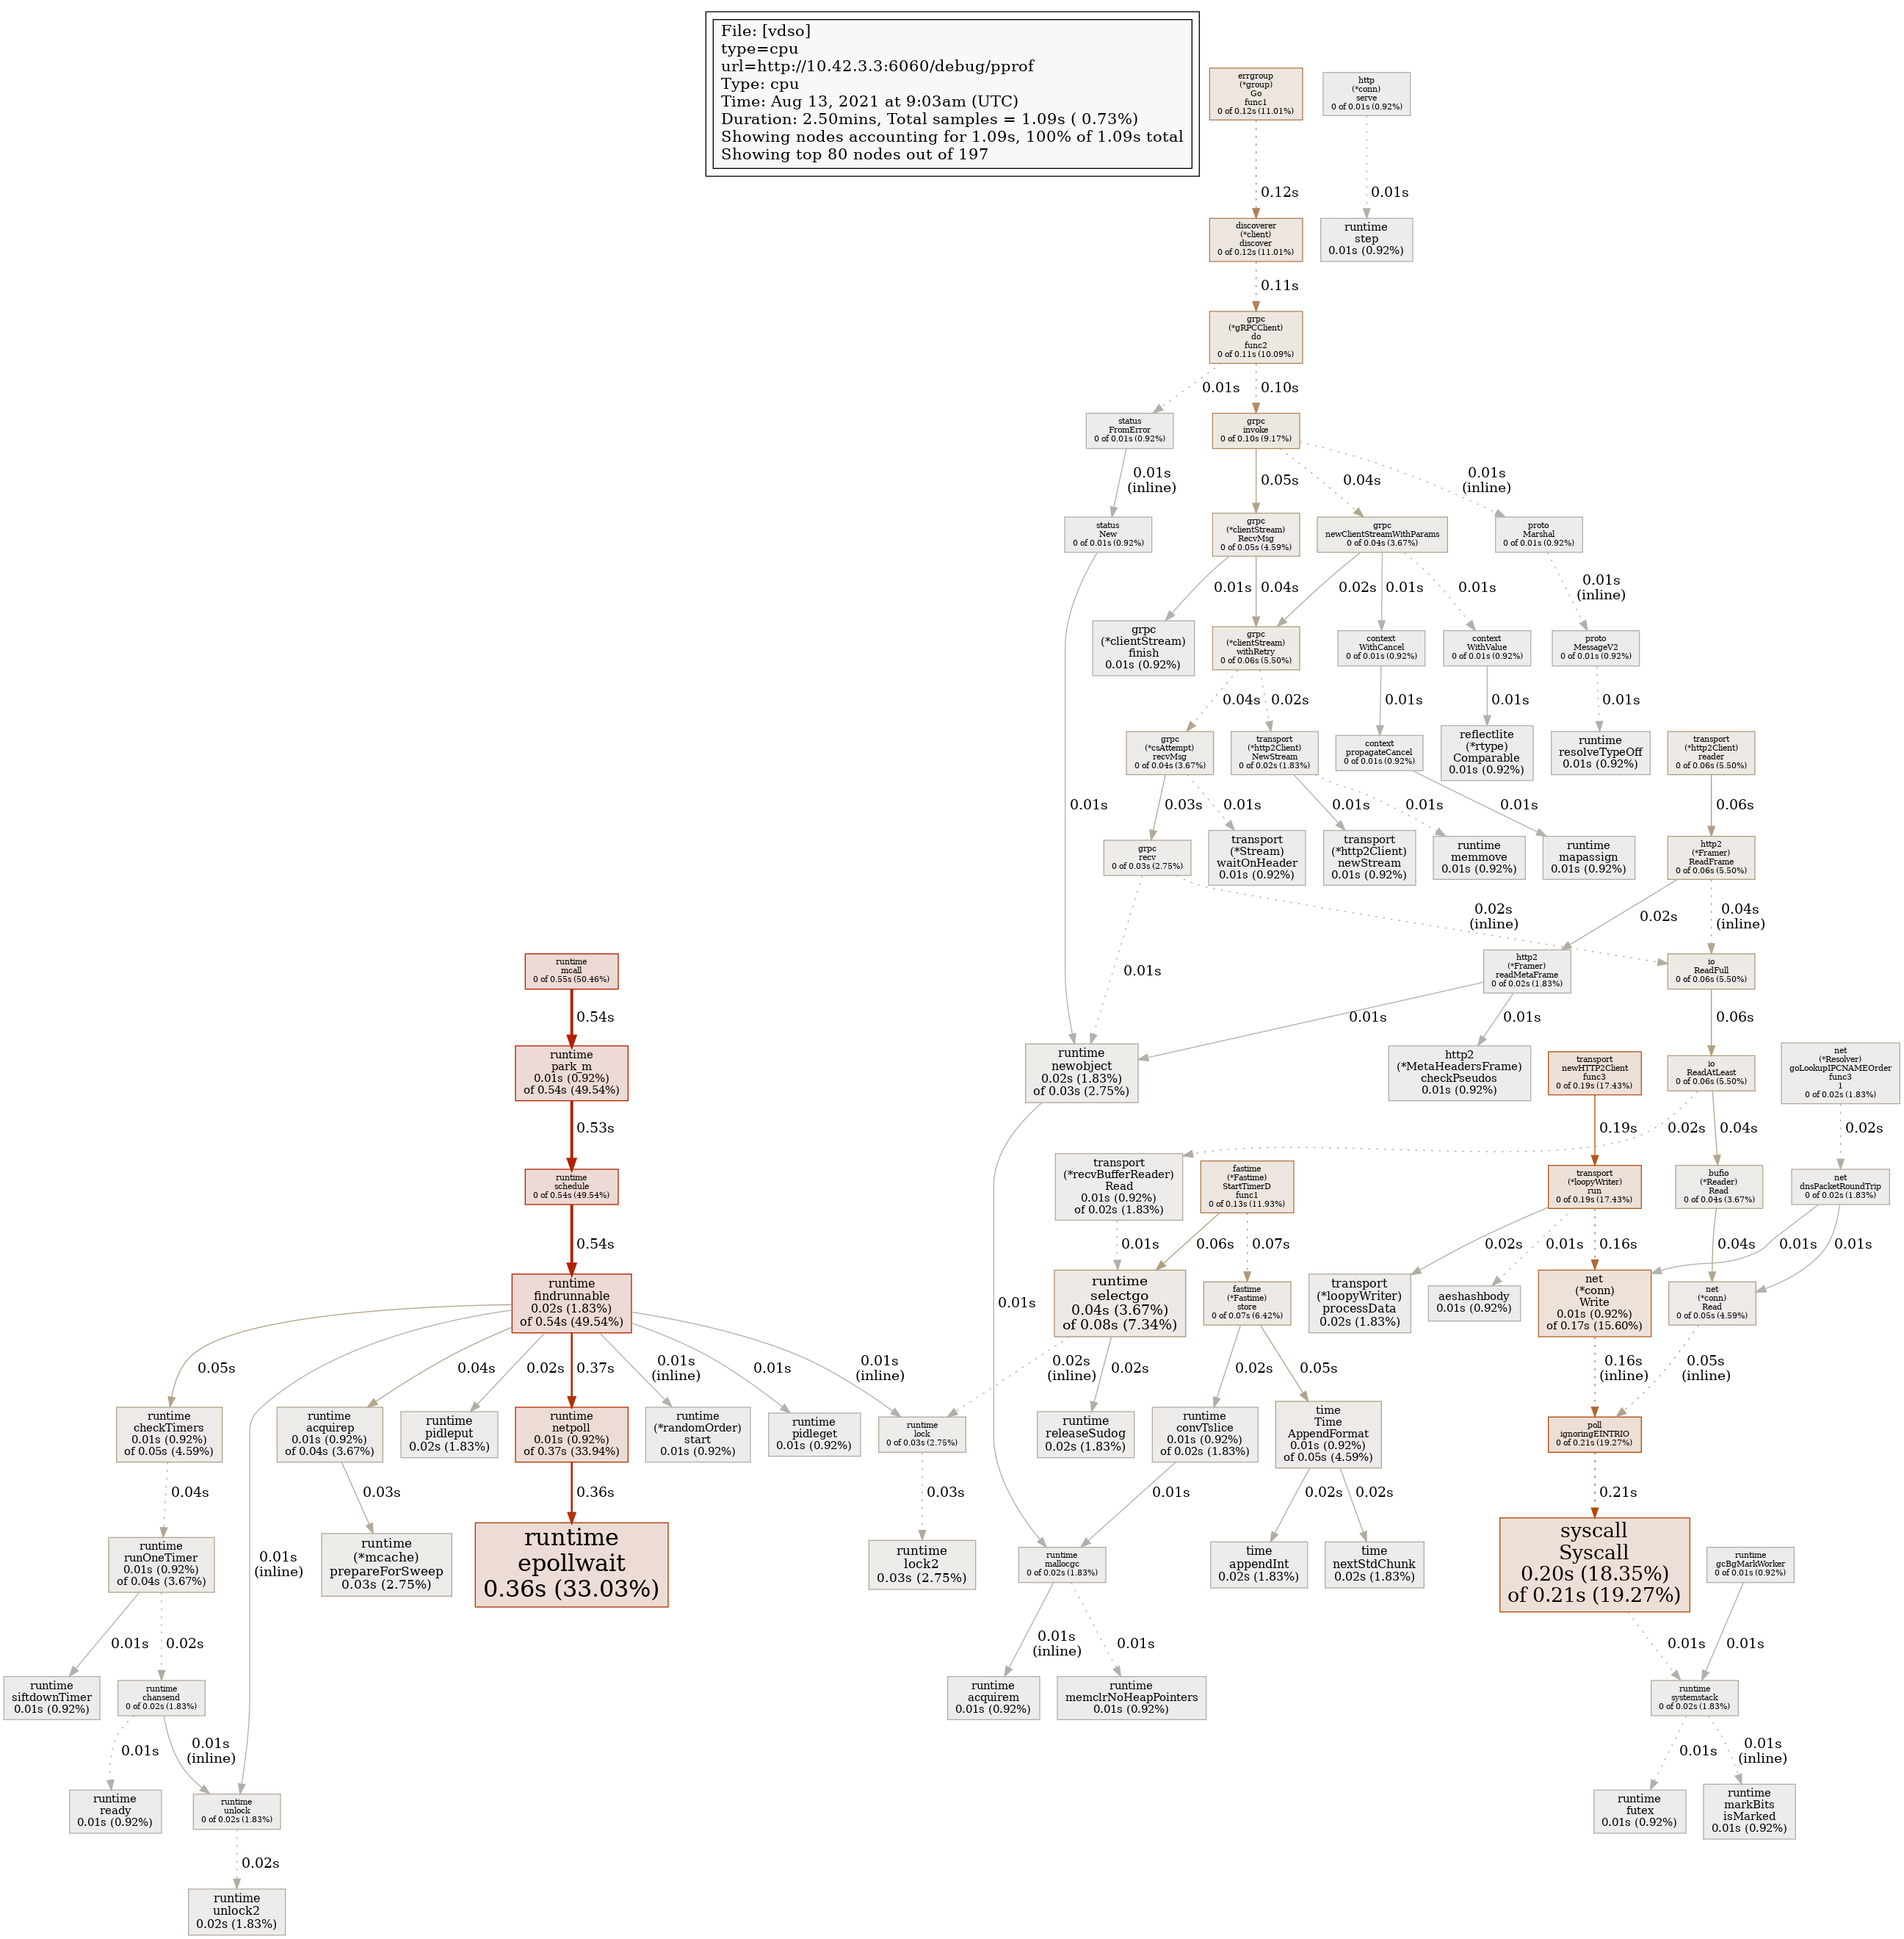 File: [vdso]
type=cpu
url=http://10.42.3.3:6060/debug/pprof
Type: cpu
Time: Aug 13, 2021 at 9:03am (UTC)
Duration: 2.50mins, Total samples = 1.09s ( 0.73%)
Showing nodes accounting for 1.09s, 100% of 1.09s total
Showing top 80 nodes out of 197
errgroup
(*group)
Go
func1
0 of 0.12s (11.01%)
http
(*conn)
serve
0 of 0.01s (0.92%)
0.12s
0.01s
discoverer
(*client)
discover
0 of 0.12s (11.01%)
runtime
step
0.01s (0.92%)
0.11s
grpc
(*gRPCClient)
do
func2
0 of 0.11s (10.09%)
0.01s
0.10s
status
FromError
0 of 0.01s (0.92%)
grpc
invoke
0 of 0.10s (9.17%)
0.01s
(inline)
0.05s
0.04s
0.01s
(inline)
status
New
0 of 0.01s (0.92%)
grpc
(*clientStream)
RecvMsg
0 of 0.05s (4.59%)
grpc
newClientStreamWithParams
0 of 0.04s (3.67%)
proto
Marshal
0 of 0.01s (0.92%)
0.01s
0.04s
0.02s
0.01s
0.01s
0.01s
(inline)
grpc
(*clientStream)
finish
0.01s (0.92%)
grpc
(*clientStream)
withRetry
0 of 0.06s (5.50%)
context
WithCancel
0 of 0.01s (0.92%)
context
WithValue
0 of 0.01s (0.92%)
proto
MessageV2
0 of 0.01s (0.92%)
0.04s
0.02s
0.01s
0.01s
0.01s
grpc
(*csAttempt)
recvMsg
0 of 0.04s (3.67%)
transport
(*http2Client)
NewStream
0 of 0.02s (1.83%)
context
propagateCancel
0 of 0.01s (0.92%)
reflectlite
(*rtype)
Comparable
0.01s (0.92%)
runtime
resolveTypeOff
0.01s (0.92%)
transport
(*http2Client)
reader
0 of 0.06s (5.50%)
0.01s
0.03s
0.01s
0.01s
0.01s
0.01s
0.06s
grpc
recv
0 of 0.03s (2.75%)
transport
(*Stream)
waitOnHeader
0.01s (0.92%)
transport
(*http2Client)
newStream
0.01s (0.92%)
runtime
memmove
0.01s (0.92%)
runtime
mapassign
0.01s (0.92%)
http2
(*Framer)
ReadFrame
0 of 0.06s (5.50%)
0.02s
(inline)
0.02s
0.04s
(inline)
runtime
mcall
0 of 0.55s (50.46%)
0.01s
http2
(*Framer)
readMetaFrame
0 of 0.02s (1.83%)
io
ReadFull
0 of 0.06s (5.50%)
0.54s
0.01s
0.01s
0.06s
runtime
park_m
0.01s (0.92%)
of 0.54s (49.54%)
runtime
newobject
0.02s (1.83%)
of 0.03s (2.75%)
http2
(*MetaHeadersFrame)
checkPseudos
0.01s (0.92%)
transport
newHTTP2Client
func3
0 of 0.19s (17.43%)
io
ReadAtLeast
0 of 0.06s (5.50%)
net
(*Resolver)
goLookupIPCNAMEOrder
func3
1
0 of 0.02s (1.83%)
0.53s
0.19s
0.02s
0.04s
0.02s
runtime
schedule
0 of 0.54s (49.54%)
transport
(*recvBufferReader)
Read
0.01s (0.92%)
of 0.02s (1.83%)
fastime
(*Fastime)
StartTimerD
func1
0 of 0.13s (11.93%)
transport
(*loopyWriter)
run
0 of 0.19s (17.43%)
bufio
(*Reader)
Read
0 of 0.04s (3.67%)
net
dnsPacketRoundTrip
0 of 0.02s (1.83%)
0.54s
0.01s
0.06s
0.07s
0.02s
0.01s
0.16s
0.04s
0.01s
0.01s
runtime
findrunnable
0.02s (1.83%)
of 0.54s (49.54%)
0.01s
runtime
selectgo
0.04s (3.67%)
of 0.08s (7.34%)
fastime
(*Fastime)
store
0 of 0.07s (6.42%)
transport
(*loopyWriter)
processData
0.02s (1.83%)
aeshashbody
0.01s (0.92%)
net
(*conn)
Write
0.01s (0.92%)
of 0.17s (15.60%)
net
(*conn)
Read
0 of 0.05s (4.59%)
0.05s
0.04s
0.02s
0.37s
0.01s
(inline)
0.01s
0.01s
(inline)
0.02s
(inline)
0.02s
0.02s
0.05s
0.16s
(inline)
0.05s
(inline)
runtime
checkTimers
0.01s (0.92%)
of 0.05s (4.59%)
runtime
acquirep
0.01s (0.92%)
of 0.04s (3.67%)
runtime
pidleput
0.02s (1.83%)
runtime
netpoll
0.01s (0.92%)
of 0.37s (33.94%)
runtime
(*randomOrder)
start
0.01s (0.92%)
runtime
pidleget
0.01s (0.92%)
runtime
lock
0 of 0.03s (2.75%)
runtime
releaseSudog
0.02s (1.83%)
runtime
convTslice
0.01s (0.92%)
of 0.02s (1.83%)
time
Time
AppendFormat
0.01s (0.92%)
of 0.05s (4.59%)
poll
ignoringEINTRIO
0 of 0.21s (19.27%)
0.04s
0.03s
0.36s
0.03s
0.01s
0.02s
0.02s
0.21s
runtime
runOneTimer
0.01s (0.92%)
of 0.04s (3.67%)
0.01s
(inline)
runtime
(*mcache)
prepareForSweep
0.03s (2.75%)
runtime
epollwait
0.36s (33.03%)
runtime
lock2
0.03s (2.75%)
runtime
mallocgc
0 of 0.02s (1.83%)
time
appendInt
0.02s (1.83%)
time
nextStdChunk
0.02s (1.83%)
syscall
Syscall
0.20s (18.35%)
of 0.21s (19.27%)
runtime
gcBgMarkWorker
0 of 0.01s (0.92%)
0.01s
0.02s
0.01s
(inline)
0.01s
0.01s
0.01s
runtime
siftdownTimer
0.01s (0.92%)
runtime
chansend
0 of 0.02s (1.83%)
runtime
acquirem
0.01s (0.92%)
runtime
memclrNoHeapPointers
0.01s (0.92%)
runtime
systemstack
0 of 0.02s (1.83%)
0.01s
0.01s
(inline)
0.01s
0.01s
(inline)
runtime
ready
0.01s (0.92%)
runtime
unlock
0 of 0.02s (1.83%)
runtime
futex
0.01s (0.92%)
runtime
markBits
isMarked
0.01s (0.92%)
0.02s
runtime
unlock2
0.02s (1.83%)